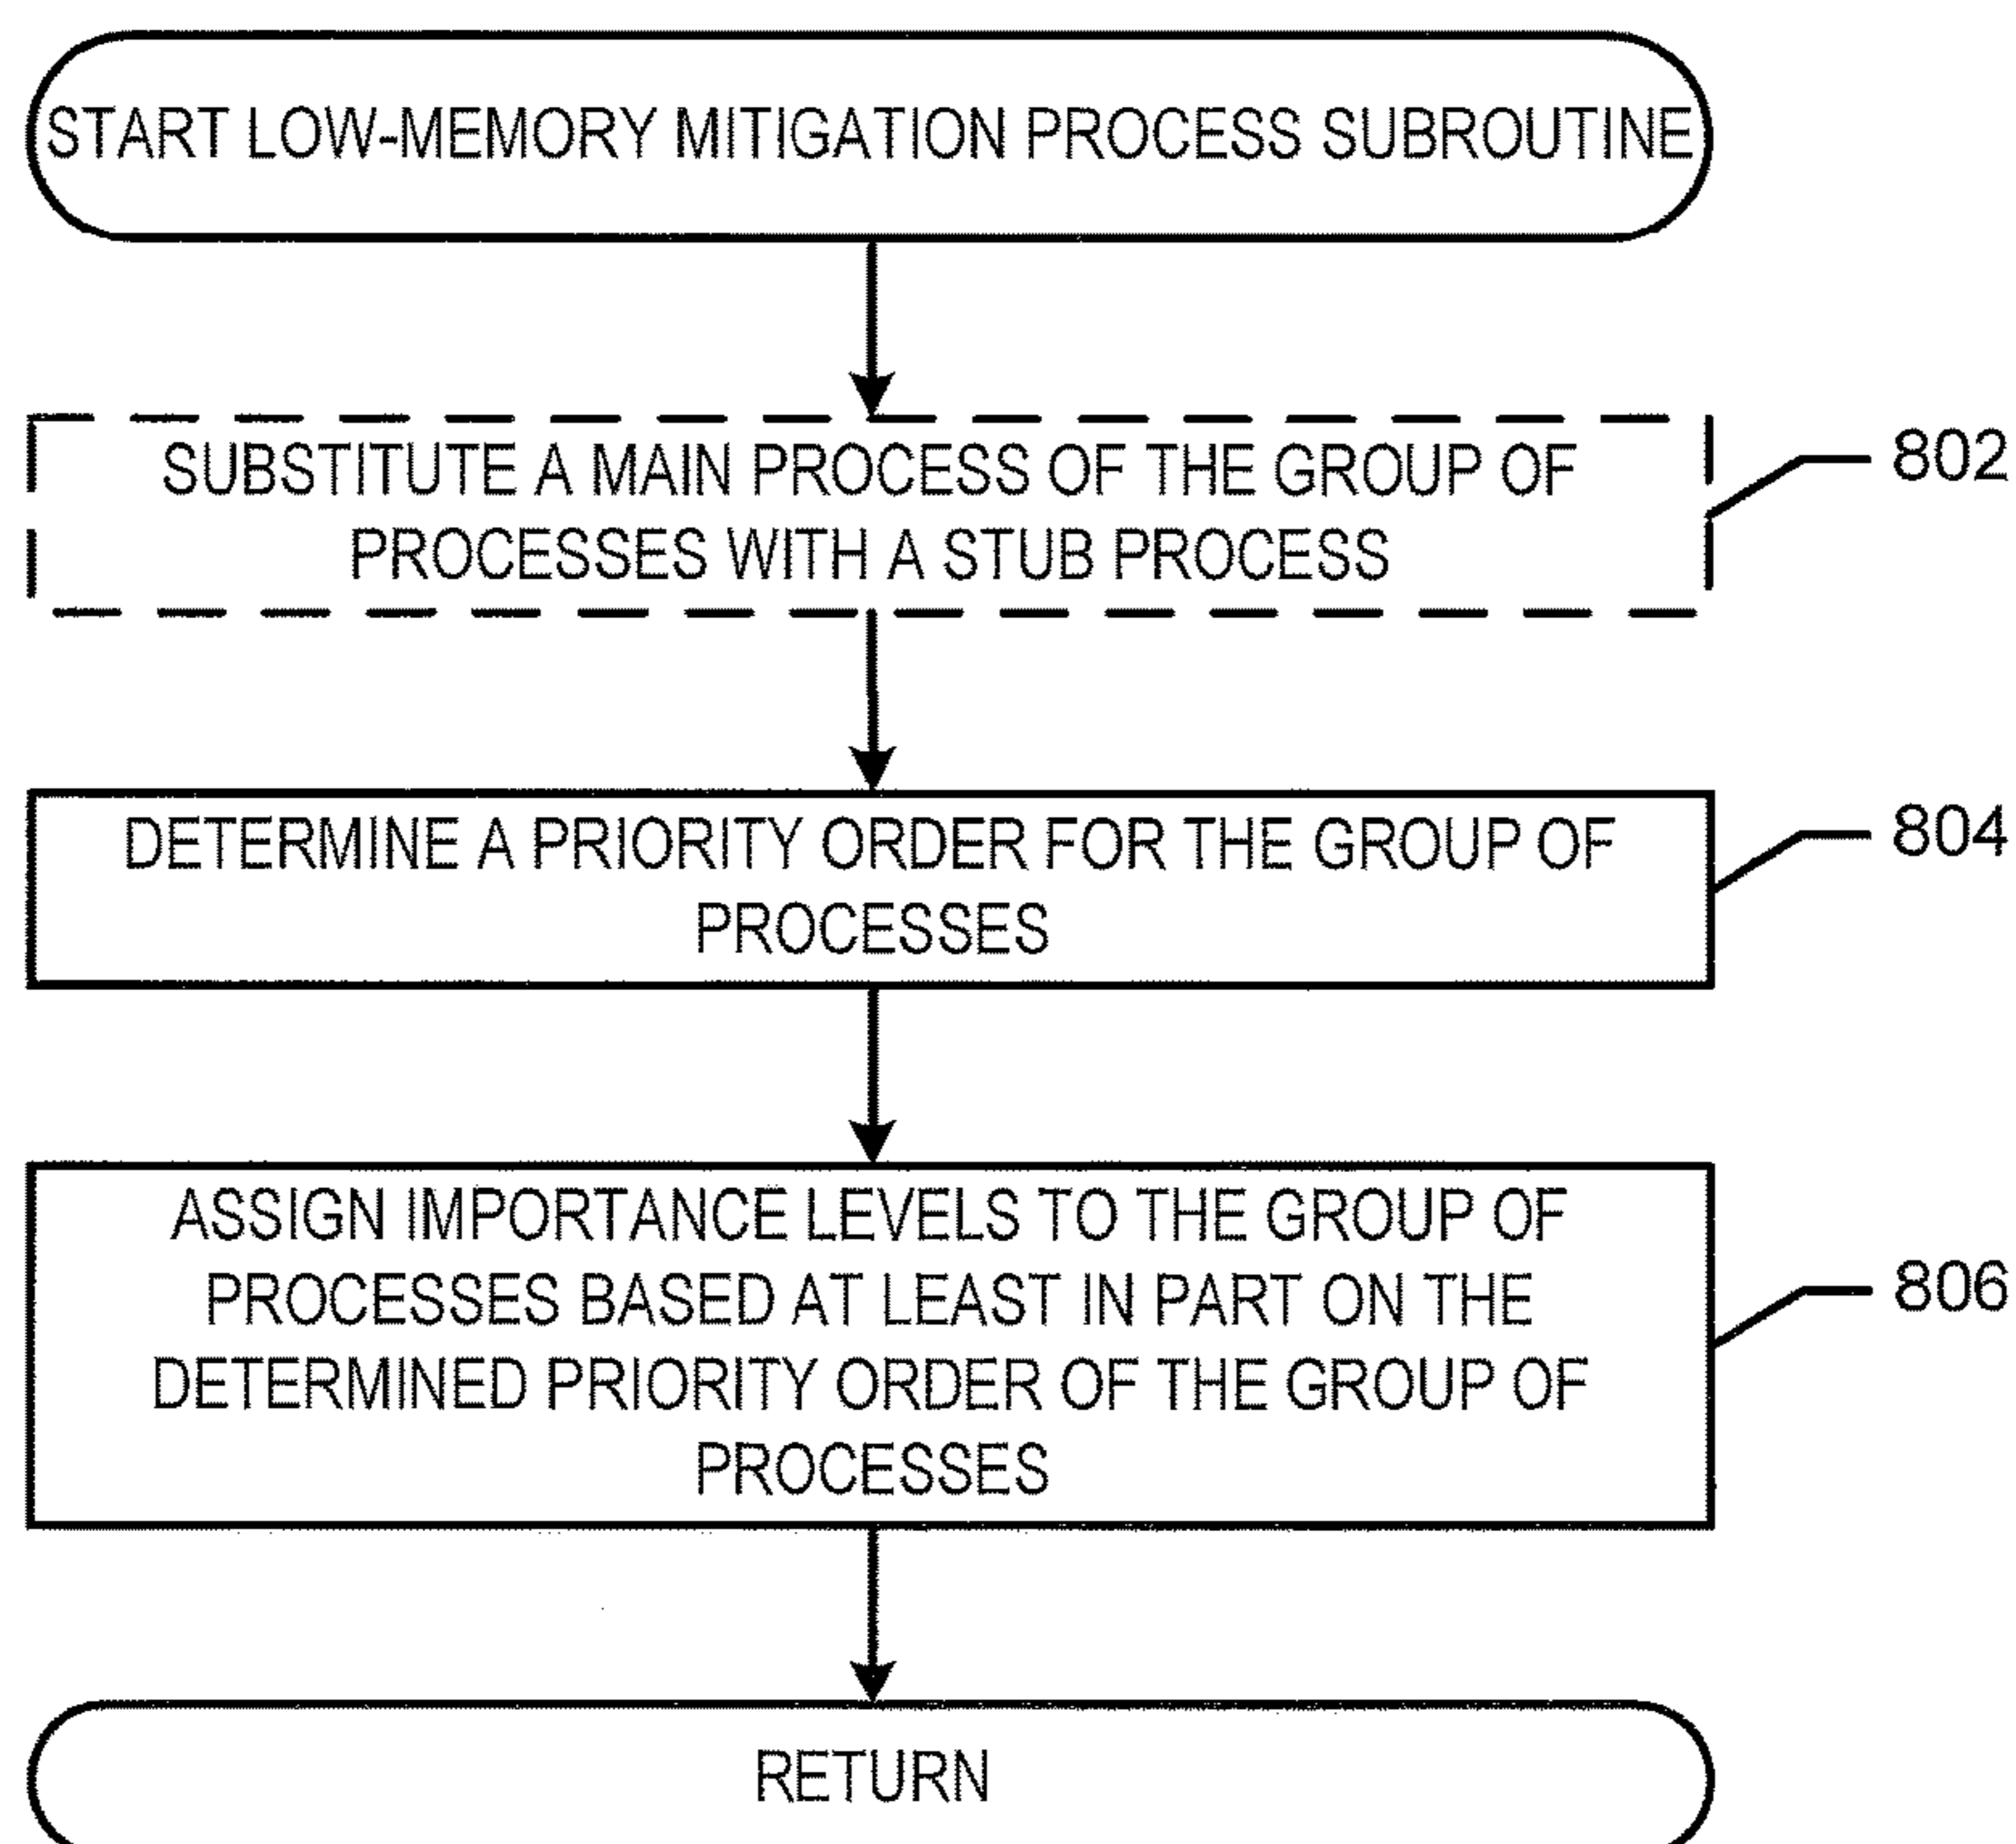 START LOW-MEMORY MITIGATION PROCESS SUBROUTINE
SUBSTITUTE A MAIN PROCESS OF THE GROUP OF
PROCESSES WITH A STUB PROCESS
802
DETERMINE A PRIORITY ORDER FOR THE GROUP OF
PROCESSES
804
ASSIGN IMPORTANCE LEVELS TO THE GROUP OF
PROCESSES BASED AT LEAST IN PART ON THE
DETERMINED PRIORITY ORDER OF THE GROUP OF
PROCESSES
806
RETURN